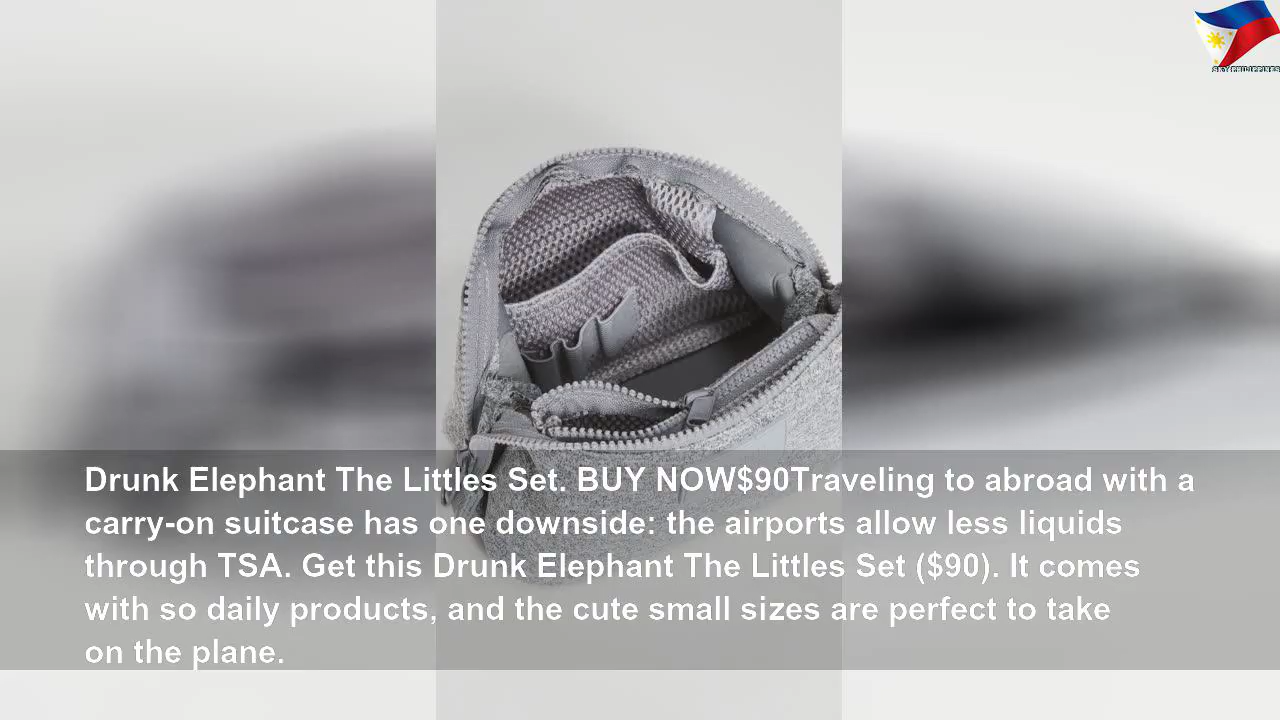 SKY PHILIPPINES
Drunk Elephant The Littles Set. BUY NOW$90Traveling to abroad with a
carry-on suitcase has one downside: the airports allow less liquids
through TSA. Get this Drunk Elephant The Littles Set ($90). It comes
with so daily products, and the cute small sizes are perfect to take
on the plane.